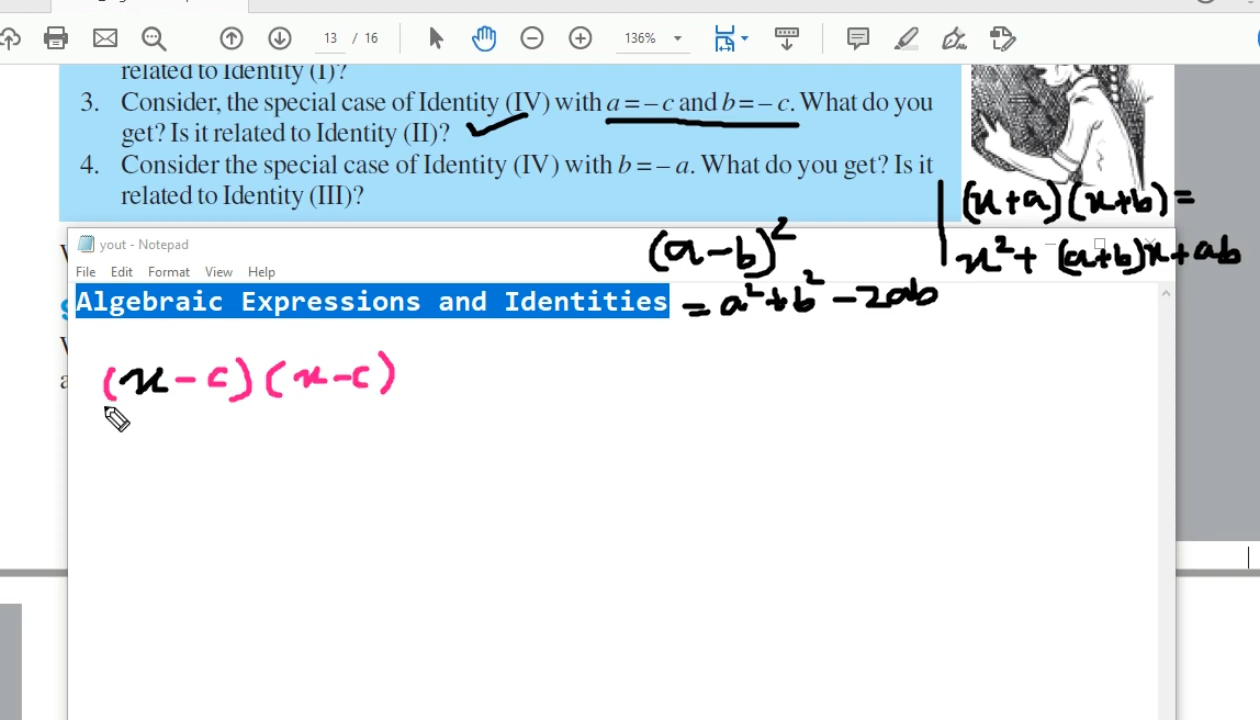 13 / 16
136%
related to Identity (I)?
3. Consider, the special case of Identity (IV) with a = – c and b = – c. What do you
get? Is it related to Identity (II)?
4. Consider the special case of Identity (IV) with b = – a. What do you get? Is it
related to Identity (III)?
(x+a)(x+b)=
x²+ (a+b)x+ab
yout - Notepad
File Edit Format View Help
(a-b)²
Algebraic Expressions and Identities
= a²+b²-2ab
(x-c)(x-c)